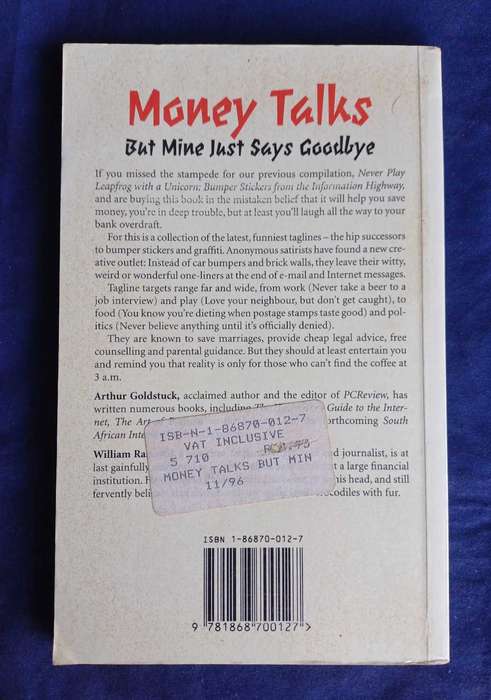 Money Talks
But Mine Just Says Goodbye
If you missed the stampede for our previous compilation, Never Play
Leapfrog with a Unicorn: Bumper Stickers from the Information Highway,
and are buying this book in the mistaken belief that it will help you save
money, you're in deep trouble, but at least you'll laugh all the way to your
bank overdraft.
For this is a collection of the latest, funniest taglines – the hip successors
to bumper stickers and graffiti. Anonymous satirists have found a new cre-
ative outlet: Instead of car bumpers and brick walls, they leave their witty,
weird or wonderful one-liners at the end of e-mail and Internet messages.
Tagline targets range far and wide, from work (Never take a beer to a
job interview) and play (Love your neighbour, but don't get caught), to
food (You know you're dieting when postage stamps taste good) and pol-
itics (Never believe anything until it's officially denied).
They are known to save marriages, provide cheap legal advice, free
counselling and parental guidance. But they should at least entertain you
and remind you that reality is only for those who can't find the coffee at
3 a.m.
Arthur Goldstuck, acclaimed author and the editor of PCReview, has
written numerous books, including The Guide to the Inter-
net, The Art of forthcoming South
African Int
William Ra and journalist, is at
last gainfully t a large financial
institution. his head, and still
fervently beli crocodiles with fur.
ISB-N-1-86870-012-7
VAT INCLUSIVE
5 710
MONEY TALKS BUT MIN
11/96
ISBN 1-86870-012-7
9 781868 700127 >